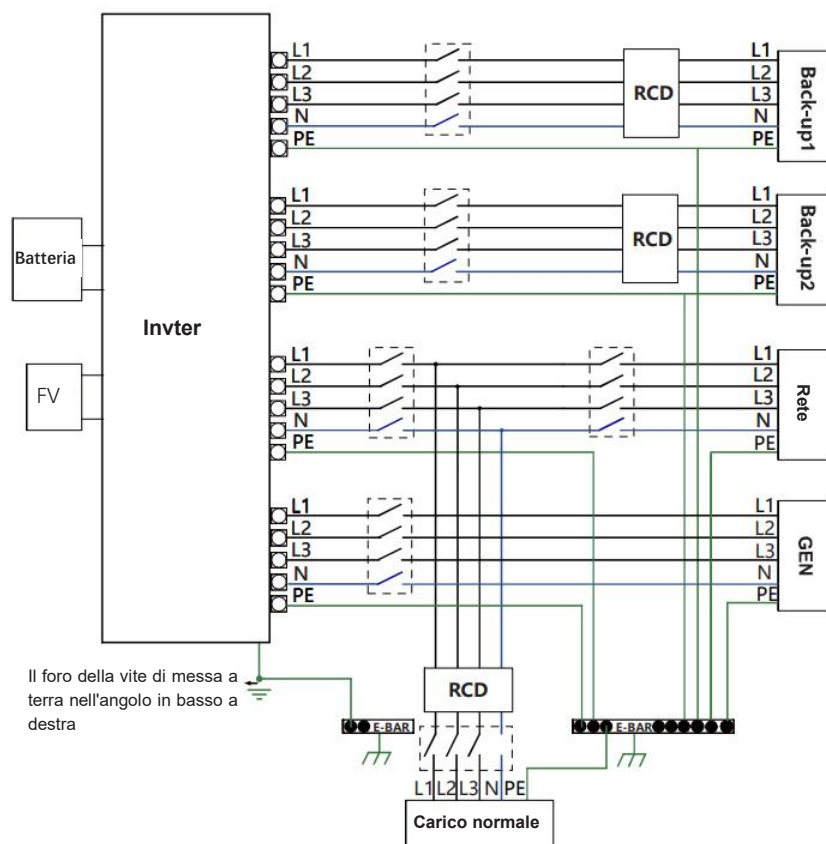 L1
L2
L3
N
PE
RCD
L1
L2
L3
N
PE
Back-up1
L1
L2
L3
N
PE
RCD
L1
L2
L3
N
PE
Back-up2
Batteria
Invter
FV
L1
L2
L3
N
PE
L1
L2
L3
N
PE
Rete
L1
L2
L3
N
PE
L1
L2
L3
N
PE
GEN
Il foro della vite di messa a
terra nell'angolo in basso a
destra
RCD
E-BAR
E-BAR
L1 L2 L3 N PE
Carico normale